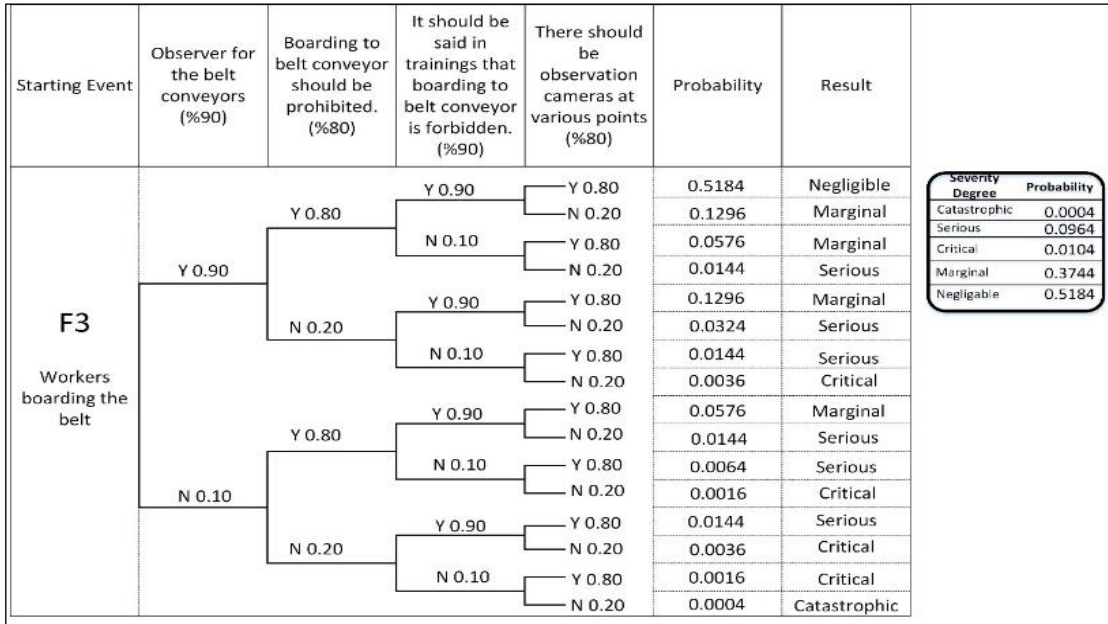 Starting Event
Observer for
the belt
conveyors
(%90)
Boarding to
belt conveyor
should be
prohibited.
(%80)
It should be
said in
trainings that
boarding to
belt conveyor
is forbidden.
(%90)
There should
be
observation
cameras at
various points
(%80)
Probability
Result
F3
Workers
boarding the
belt
Y 0.90
N 0.10
Y 0.80
N 0.20
Y 0.80
N 0.20
Y 0.90
N 0.10
Y 0.90
N 0.10
Y 0.90
N 0.10
Y 0.90
N 0.10
Y 0.80 0.5184 Negligible
N 0.20 0.1296 Marginal
Y 0.80 0.0576 Marginal
N 0.20 0.0144 Serious
Y 0.80 0.1296 Marginal
N 0.20 0.0324 Serious
Y 0.80 0.0144 Serious
N 0.20 0.0036 Critical
Y 0.80 0.0576 Marginal
N 0.20 0.0144 Serious
Y 0.80 0.0064 Serious
N 0.20 0.0016 Critical
Y 0.80 0.0144 Serious
N 0.20 0.0036 Critical
Y 0.80 0.0016 Critical
N 0.20 0.0004 Catastrophic
Severity
Degree Probability
Catastrophic 0.0004
Serious 0.0964
Critical 0.0104
Marginal 0.3744
Negligable 0.5184